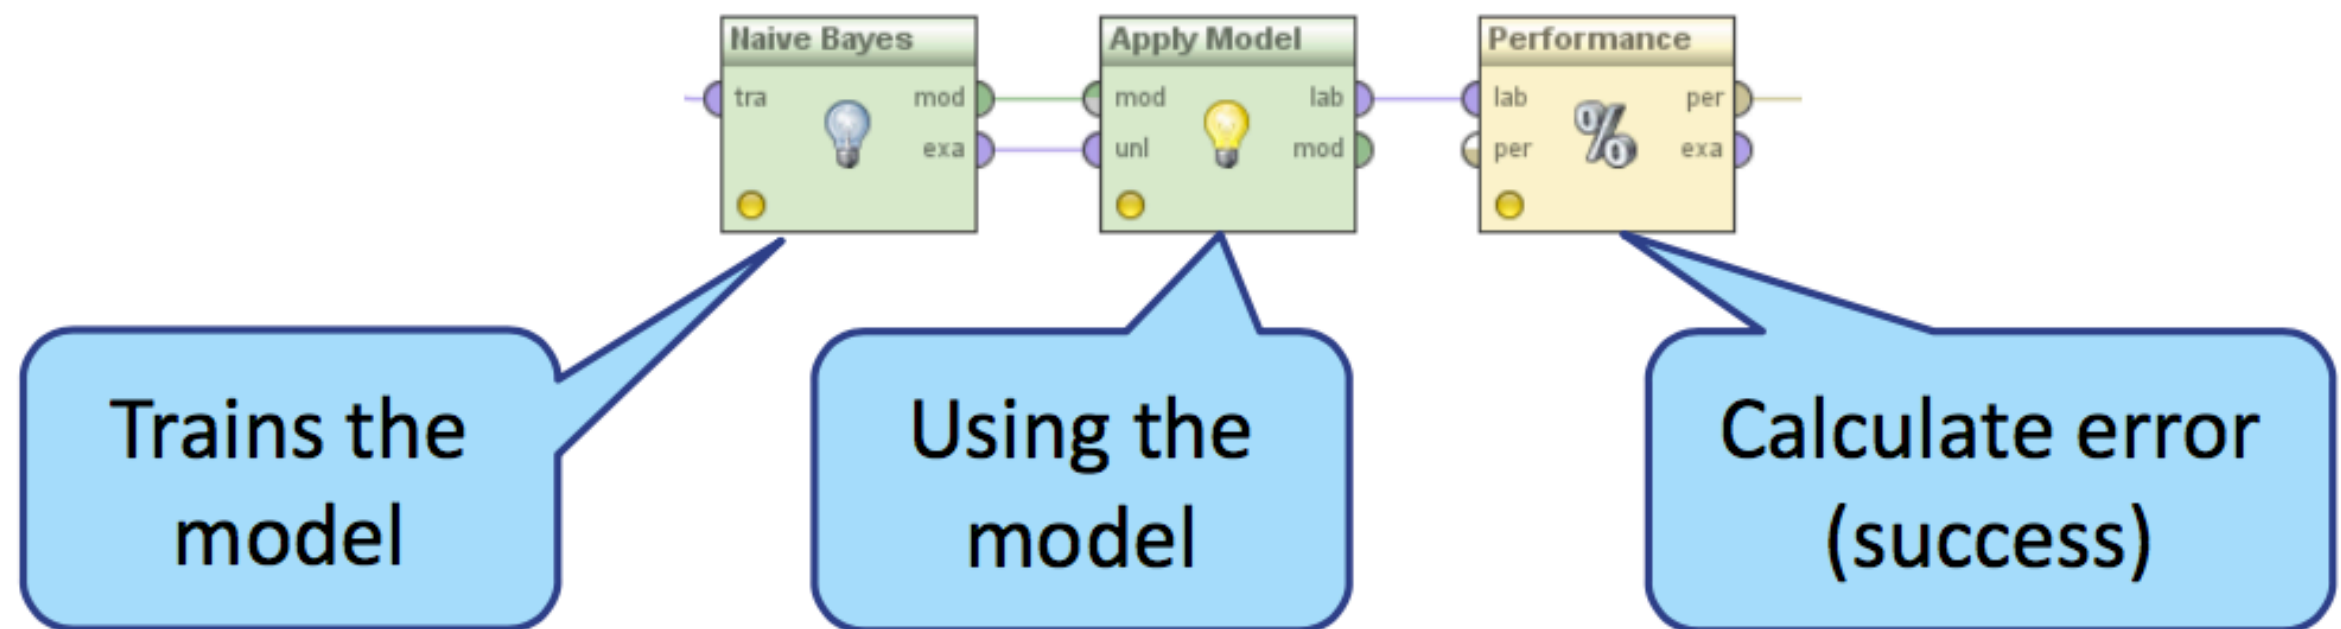 Naive Bayes
tra
mod
exa
Apply Model
mod
lab
unl
mod
Performance
lab
per
per
exa
%
Trains the
model
Using the
model
Calculate error
(success)